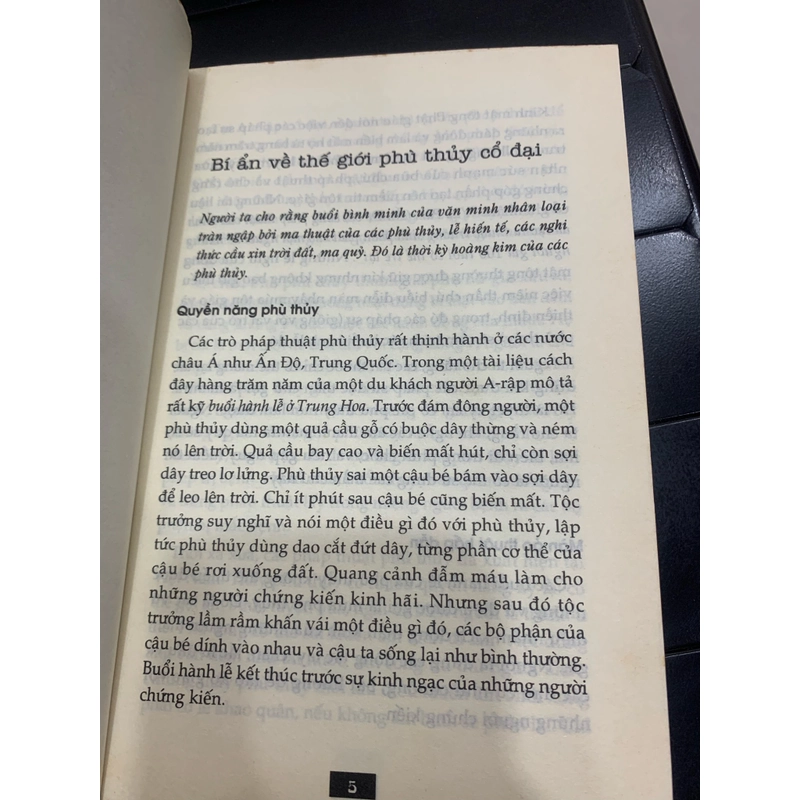 Bí ẩn về thế giới phù thủy cổ đại
Người ta cho rằng buổi bình minh của văn minh nhân loại
tràn ngập bởi ma thuật của các phù thủy, lễ hiến tế, các nghi
thức cầu xin trời đất, ma quỷ. Đó là thời kỳ hoàng kim của các
phù thủy.
Quyền năng phù thủy
Các trò pháp thuật phù thủy rất thịnh hành ở các nước
châu Á như Ấn Độ, Trung Quốc. Trong một tài liệu cách
đây hàng trăm năm của một du khách người A-rập mô tả
rất kỹ buổi hành lễ ở Trung Hoa. Trước đám đông người, một
phù thủy dùng một quả cầu gỗ có buộc dây thừng và ném
nó lên trời. Quả cầu bay cao và biến mất hút, chỉ còn sợi
dây treo lơ lửng. Phù thủy sai một cậu bé bám vào sợi dây
để leo lên trời. Chỉ ít phút sau cậu bé cũng biến mất. Tộc
trưởng suy nghĩ và nói một điều gì đó với phù thủy, lập
tức phù thủy dùng dao cắt đứt dây, từng phần cơ thể của
cậu bé rơi xuống đất. Quang cảnh đẫm máu làm cho
những người chứng kiến kinh hãi. Nhưng sau đó tộc
trưởng lầm rầm khấn vái một điều gì đó, các bộ phận của
cậu bé dính vào nhau và cậu ta sống lại như bình thường.
Buổi hành lễ kết thúc trước sự kinh ngạc của những người
chứng kiến.
5